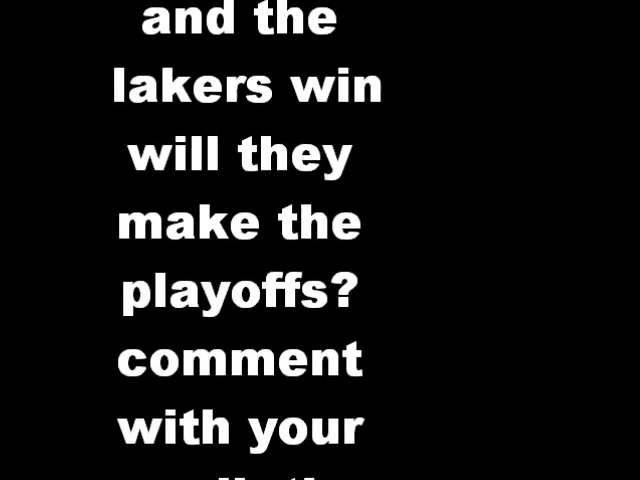 and the
lakers win
will they
make the
playoffs?
comment
with your